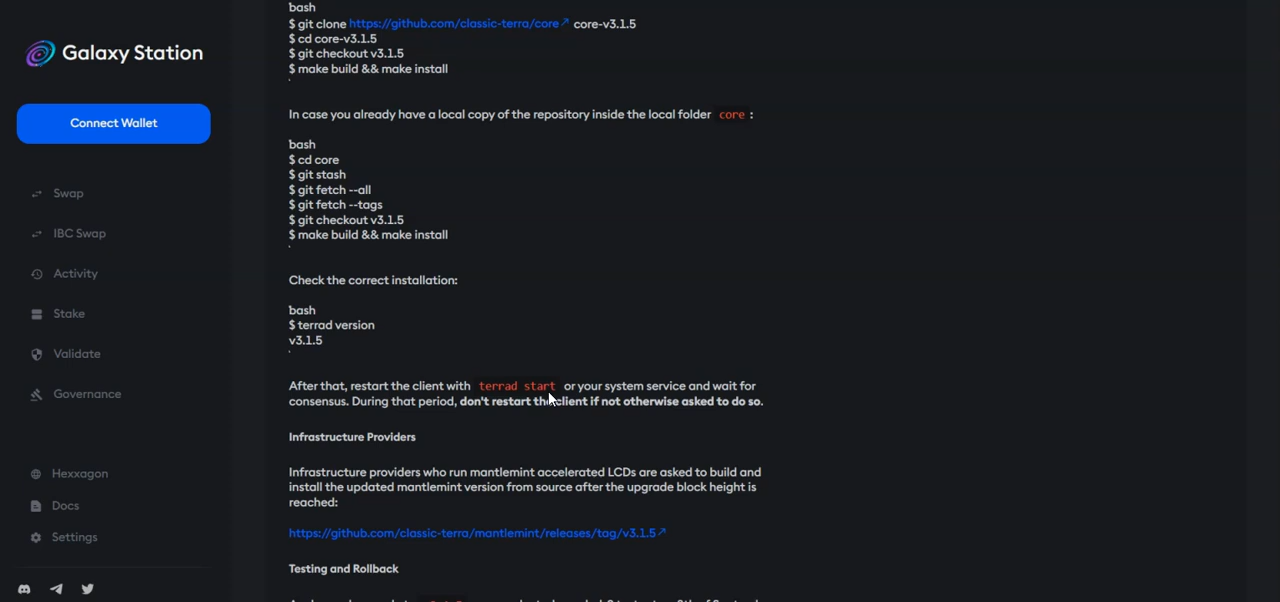 Galaxy Station
Connect Wallet
Swap
IBC Swap
Activity
Stake
Validate
Governance
Hexxagon
Docs
Settings
bash
$ git clone https://github.com/classic-terra/core↗ core-v3.1.5
$ cd core-v3.1.5
$ git checkout v3.1.5
$ make build && make install
`
In case you already have a local copy of the repository inside the local folder core :
bash
$ cd core
$ git stash
$ git fetch --all
$ git fetch --tags
$ git checkout v3.1.5
$ make build && make install
`
Check the correct installation:
`bash
$ terrad version
v3.1.5
`
After that, restart the client with terrad start or your system service and wait for
consensus. During that period, don't restart the client if not otherwise asked to do so.
Infrastructure Providers
Infrastructure providers who run mantlemint accelerated LCDs are asked to build and
install the updated mantlemint version from source after the upgrade block height is
reached:
https://github.com/classic-terra/mantlemint/releases/tag/v3.1.5↗
Testing and Rollback